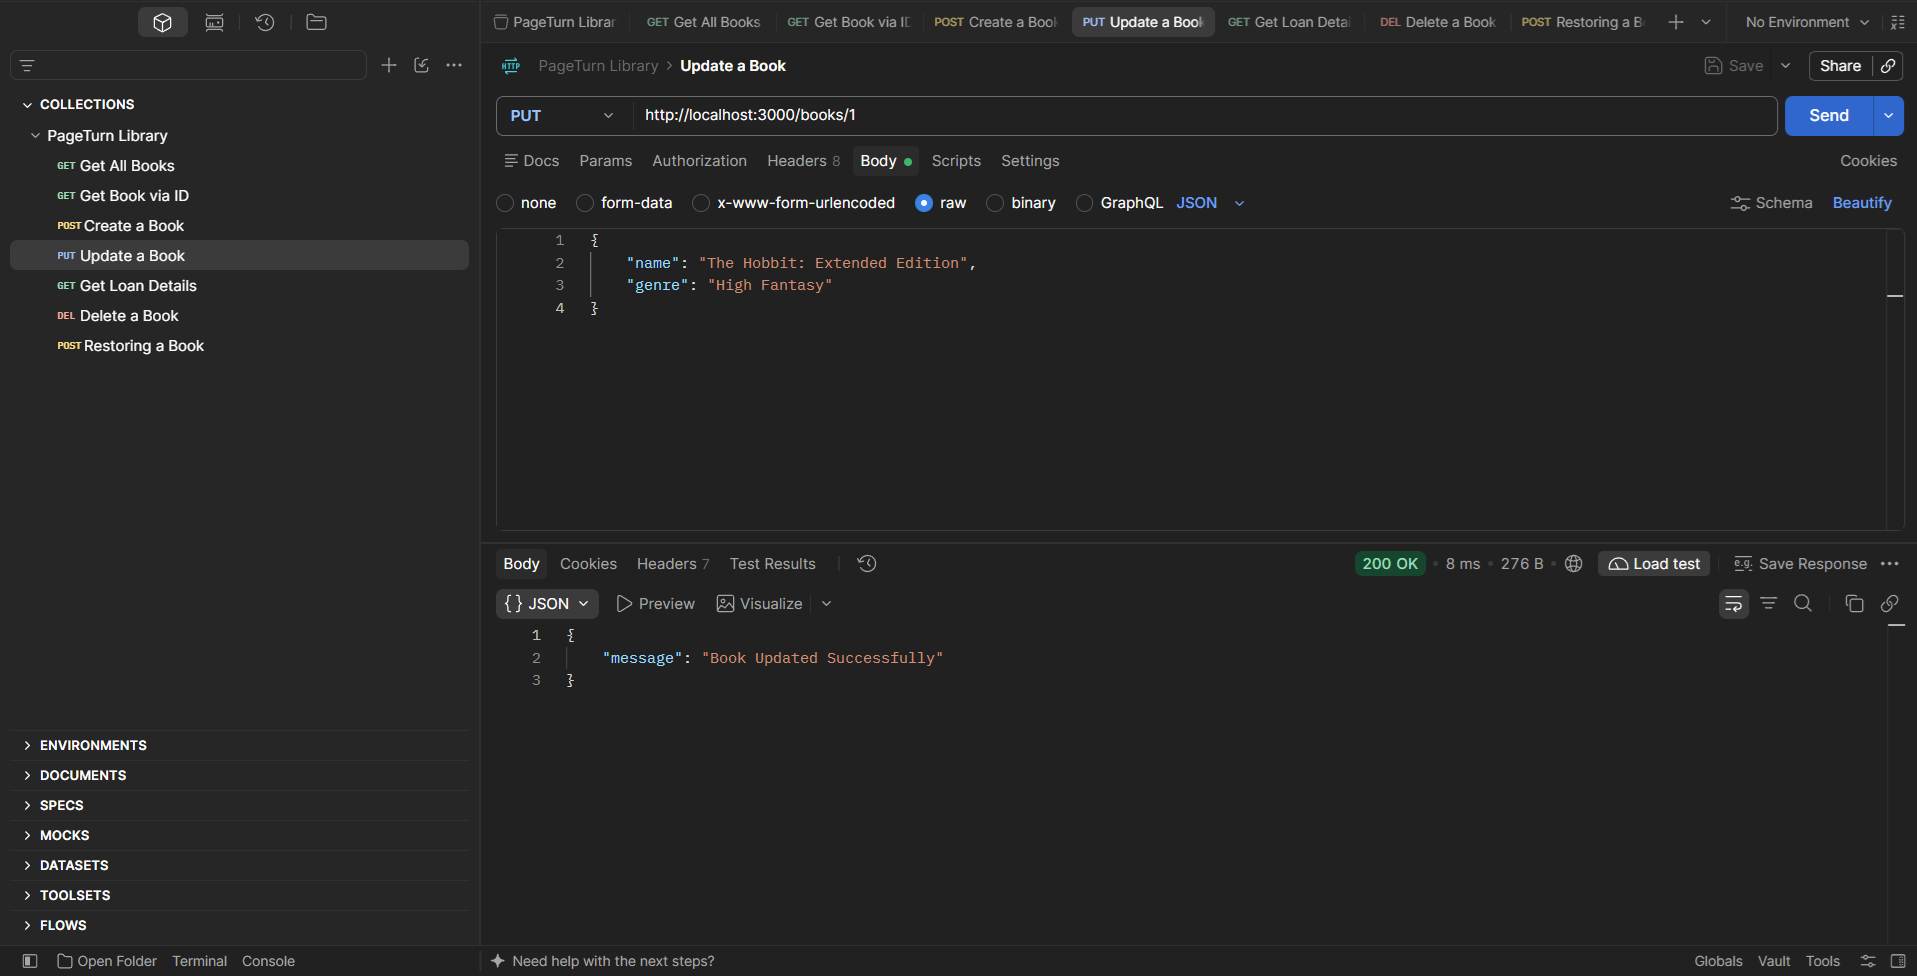 PageTurn Librar
GET Get All Books
GET Get Book via ID
POST Create a Book
PUT Update a Book
GET Get Loan Detai
DEL Delete a Book
POST Restoring a B
No Environment
HTTP PageTurn Library > Update a Book
Save
Share
COLLECTIONS
PageTurn Library
GET Get All Books
GET Get Book via ID
POST Create a Book
PUT Update a Book
GET Get Loan Details
DEL Delete a Book
POST Restoring a Book
ENVIRONMENTS
DOCUMENTS
SPECS
MOCKS
DATASETS
TOOLSETS
FLOWS
PUT http://localhost:3000/books/1 Send
Docs Params Authorization Headers 8 Body Scripts Settings Cookies
none form-data x-www-form-urlencoded raw binary GraphQL JSON Schema Beautify
1 {
2 "name": "The Hobbit: Extended Edition",
3 "genre": "High Fantasy"
4 }
Body Cookies Headers 7 Test Results 200 OK • 8 ms • 276 B • Load test e.g. Save Response
{} JSON Preview Visualize
1 {
2 "message": "Book Updated Successfully"
3 }
Open Folder Terminal Console Need help with the next steps? Globals Vault Tools